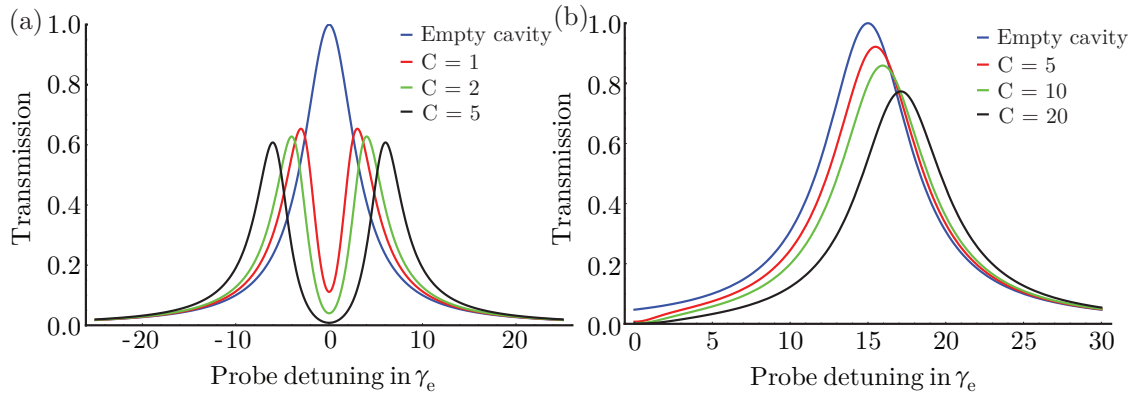 (a)
1.0
0.8
0.6
0.4
0.2
0.0
Transmission
Empty cavity
C = 1
C = 2
C = 5
-20
-10
0
10
20
Probe detuning in γe
(b)
1.0
0.8
0.6
0.4
0.2
0.0
Transmission
Empty cavity
C = 5
C = 10
C = 20
0
5
10
15
20
25
30
Probe detuning in γe